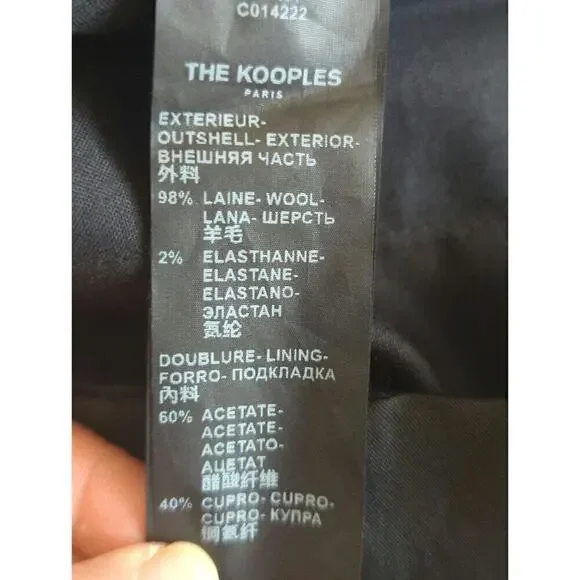 C014222
THE KOOPLES
PARIS
EXTERIEUR-
OUTSHELL- EXTERIOR-
ВНЕШНЯЯ ЧАСТЬ
外料
98% LAINE- WOOL-
LANA- ШЕРСТЬ
羊毛
2% ELASTHANNE-
ELASTANE-
ELASTANO-
ЭЛАСТАН
氨纶
DOUBLURE- LINING-
FORRO- ПОДКЛАДКА
內料
60% ACETATE-
ACETATE-
ACETATO-
АЦЕТАТ
醋酸纤维
40% CUPRO- CUPRO-
CUPRO- КУПРА
铜氨纤